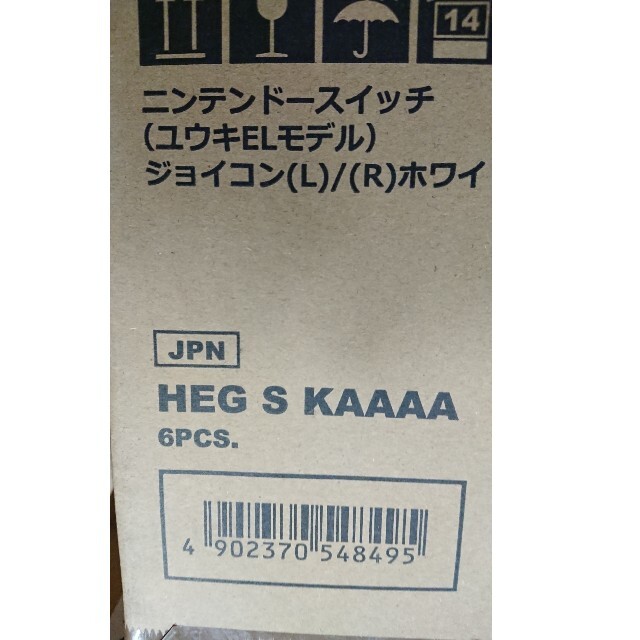 14
ニンテンドースイッチ
(ユウキELモデル)
ジョイコン(L)/(R)ホワイ
JPN
HEG S KAAAA
6PCS.
4 902370 548495